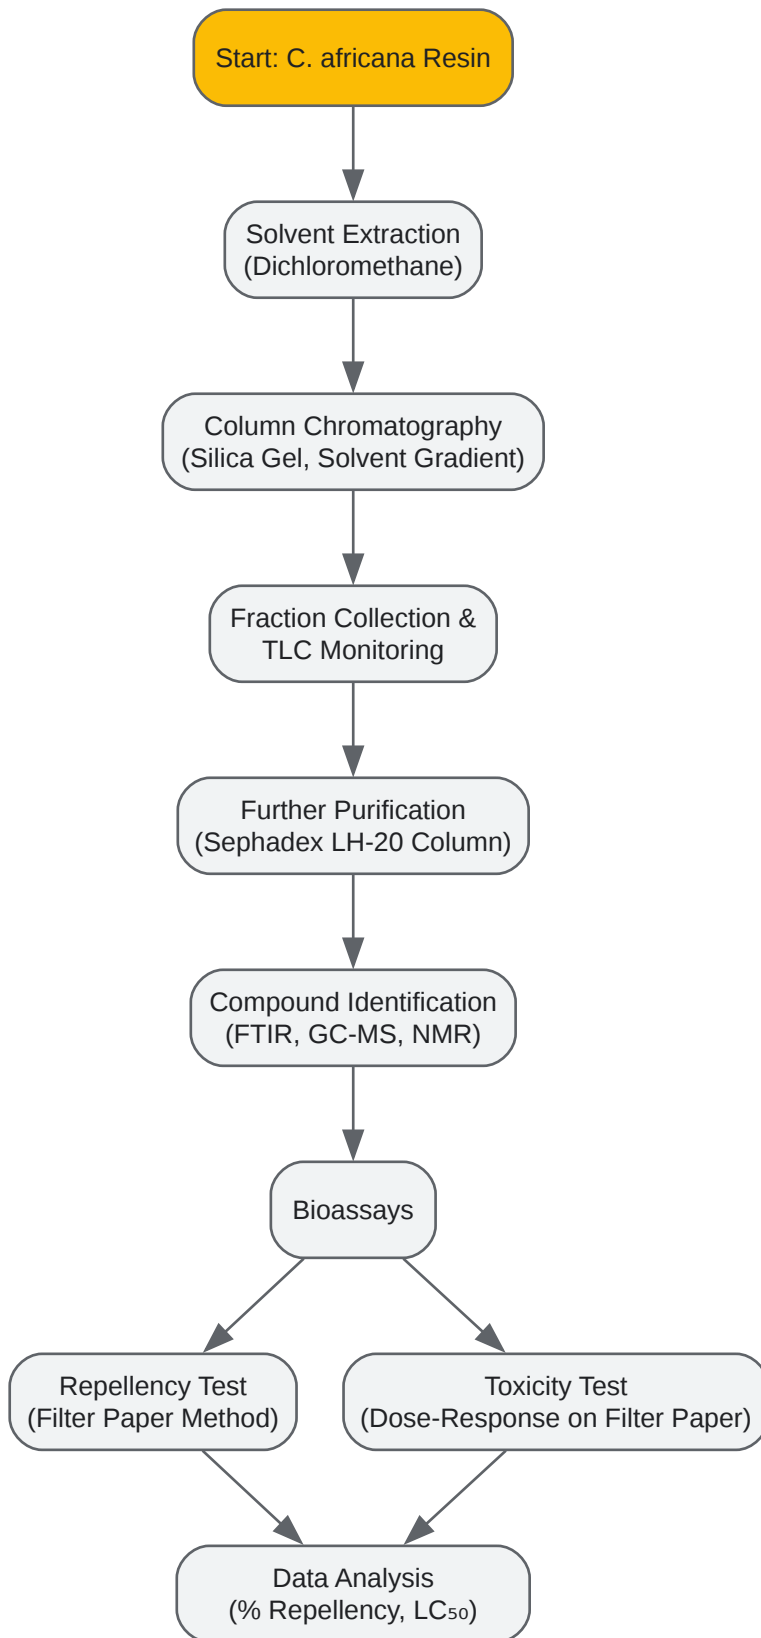 Start: C. africana Resin
Solvent Extraction
(Dichloromethane)
Column Chromatography
(Silica Gel, Solvent Gradient)
Fraction Collection &
TLC Monitoring
Further Purification
(Sephadex LH-20 Column)
Compound Identification
(FTIR, GC-MS, NMR)
Bioassays
Repellency Test
(Filter Paper Method)
Toxicity Test
(Dose-Response on Filter Paper)
Data Analysis
(% Repellency, LC₅₀)